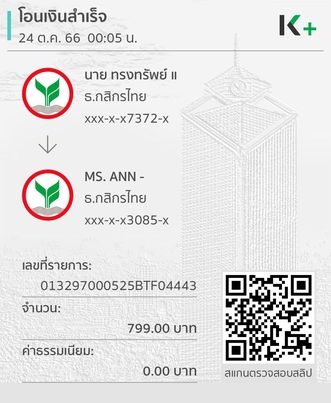 โอนเงินสำเร็จ
24 ต.ค. 66 00:05 น.
K+
นาย ทรงทรัพย์ แ
ธ.กสิกรไทย
xxx-x-x7372-x
MS. ANN -
ธ.กสิกรไทย
xxx-x-x3085-x
เลขที่รายการ:
013297000525BTF04443
จำนวน:
799.00 บาท
ค่าธรรมเนียม:
0.00 บาท
สแกนตรวจสอบสลิป